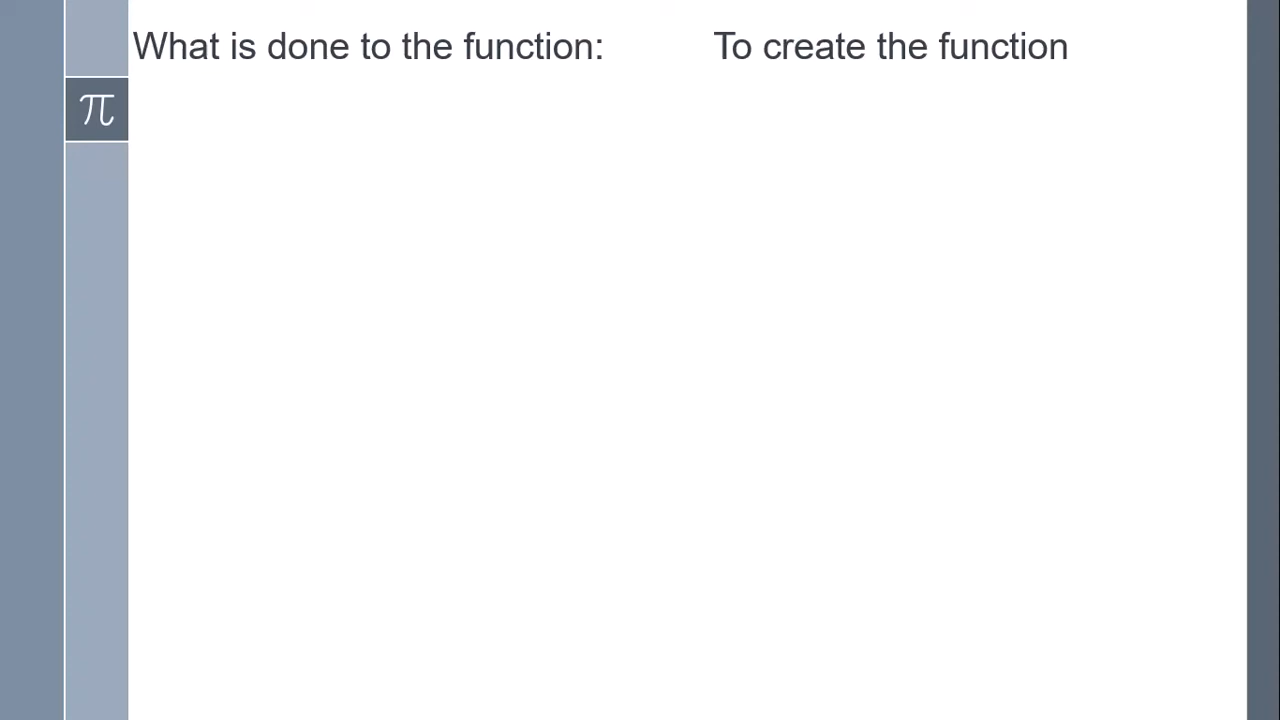 What is done to the function: To create the function
π